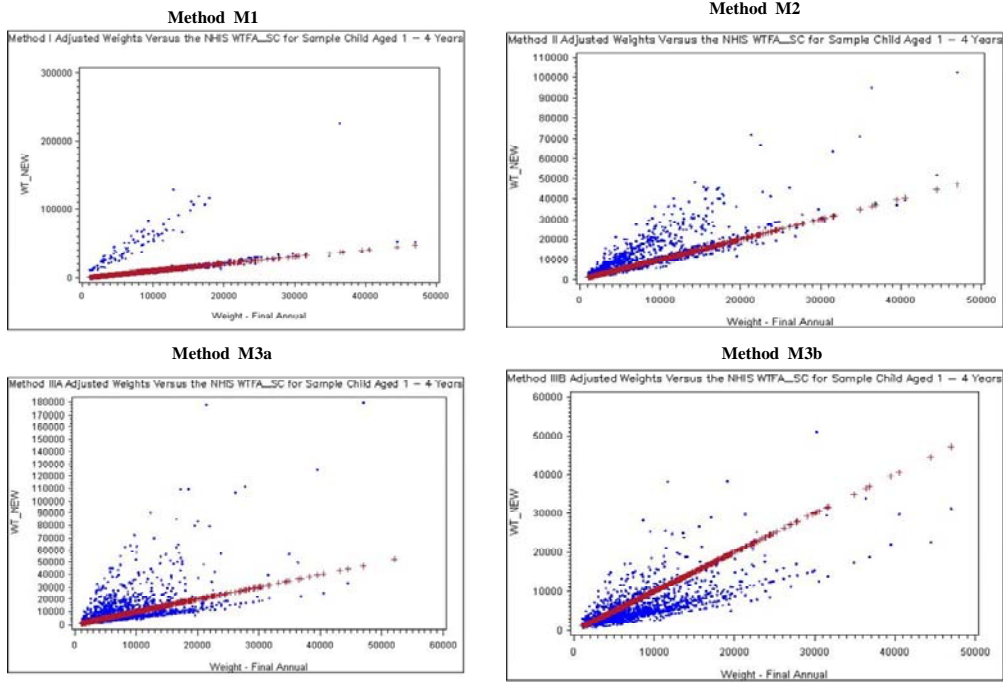 Method M1
Method I Adjusted Weights Versus the NHIS WTFA_SC for Sample Child Aged 1 - 4 Years
WT_NEW
300000
200000
100000
0
0 10000 20000 30000 40000 50000
Weight - Final Annual
Method M2
Method II Adjusted Weights Versus the NHIS WTFA_SC for Sample Child Aged 1 - 4 Years
WT_NEW
110000
100000
90000
80000
70000
60000
50000
40000
30000
20000
10000
0
0 10000 20000 30000 40000 50000
Weight - Final Annual
Method M3a
Method IIIA Adjusted Weights Versus the NHIS WTFA_SC for Sample Child Aged 1 - 4 Years
WT_NEW
180000
170000
160000
150000
140000
130000
120000
110000
100000
90000
80000
70000
60000
50000
40000
30000
20000
10000
0
0 10000 20000 30000 40000 50000 60000
Weight - Final Annual
Method M3b
Method IIIB Adjusted Weights Versus the NHIS WTFA_SC for Sample Child Aged 1 - 4 Years
WT_NEW
60000
50000
40000
30000
20000
10000
0
0 10000 20000 30000 40000 50000
Weight - Final Annual